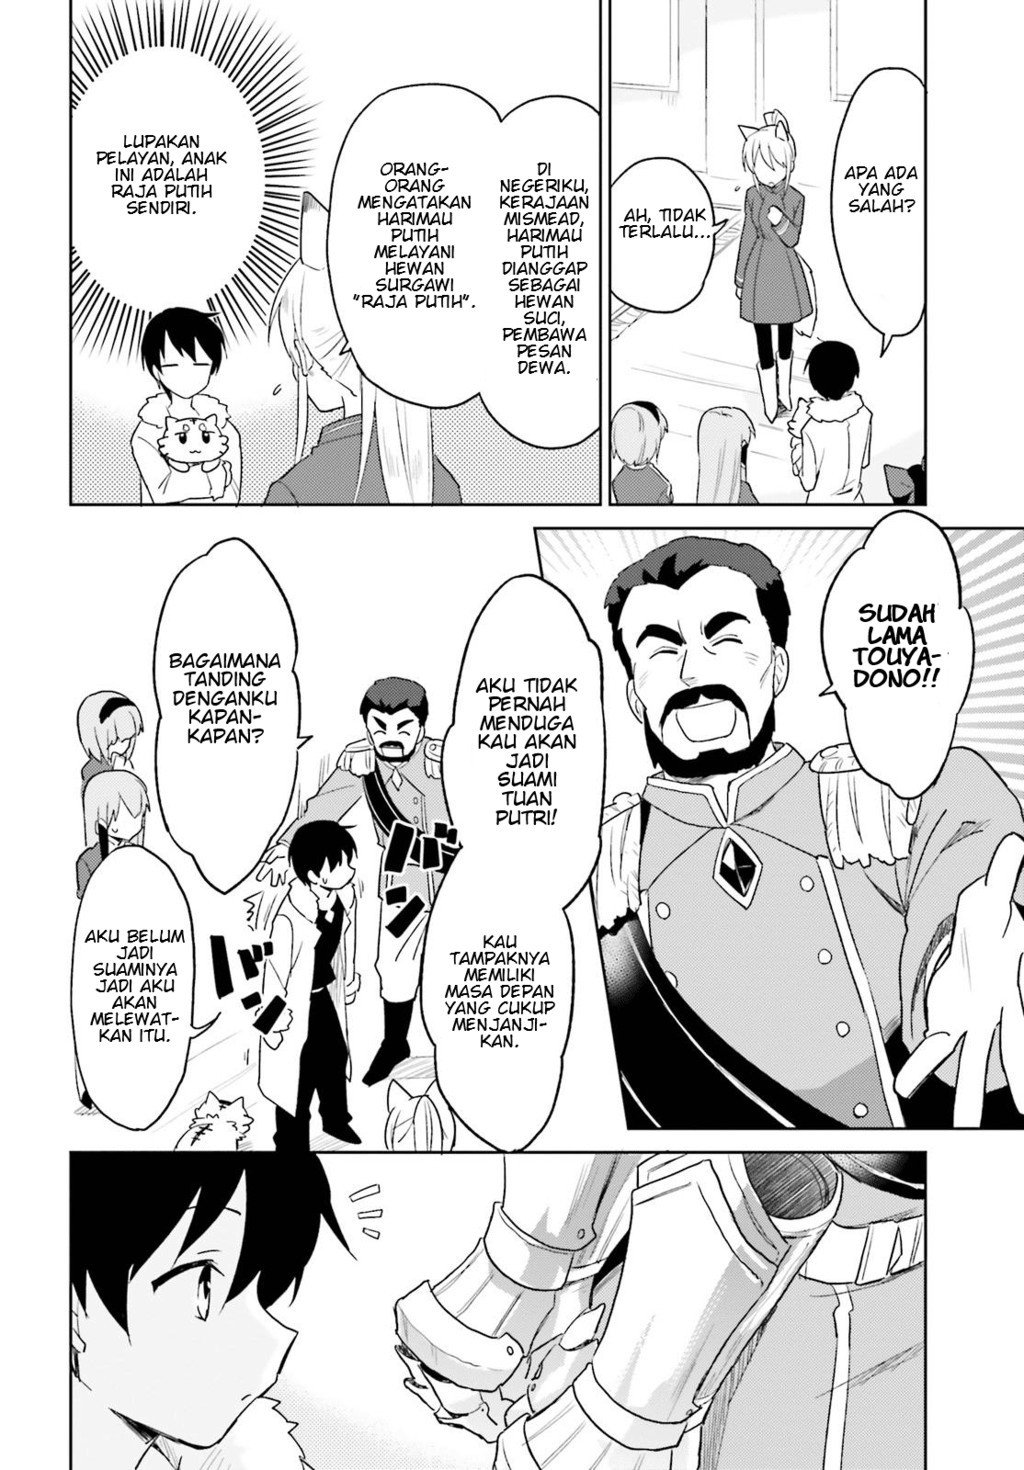 APA ADA
YANG
SALAH?
AH, TIDAK
TERLALU...
DI
NEGERIKU,
KERAJAAN
MISMEAD,
HARIMAU
PUTIH
DIANGGAP
SEBAGAI
HEWAN
SUCI,
PEMBAWA
PESAN
DEWA.
ORANG-
ORANG
MENGATAKAN
HARIMAU
PUTIH
MELAYANI
HEWAN
SURGAWI
"RAJA PUTIH".
LUPAKAN
PELAYAN, ANAK
INI ADALAH
RAJA PUTIH
SENDIRI.
SUDAH
LAMA
TOUYA-
DONO!!
AKU TIDAK
PERNAH
MENDUGA
KAU AKAN
JADI
SUAMI
TUAN
PUTRI!
KAU
TAMPAKNYA
MEMILIKI
MASA DEPAN
YANG CUKUP
MENJANJI-
KAN.
BAGAIMANA
TANDING
DENGANKU
KAPAN-
KAPAN?
バンバン
AKU BELUM
JADI
SUAMINYA
JADI AKU
AKAN
MELEWAT-
KAN ITU.